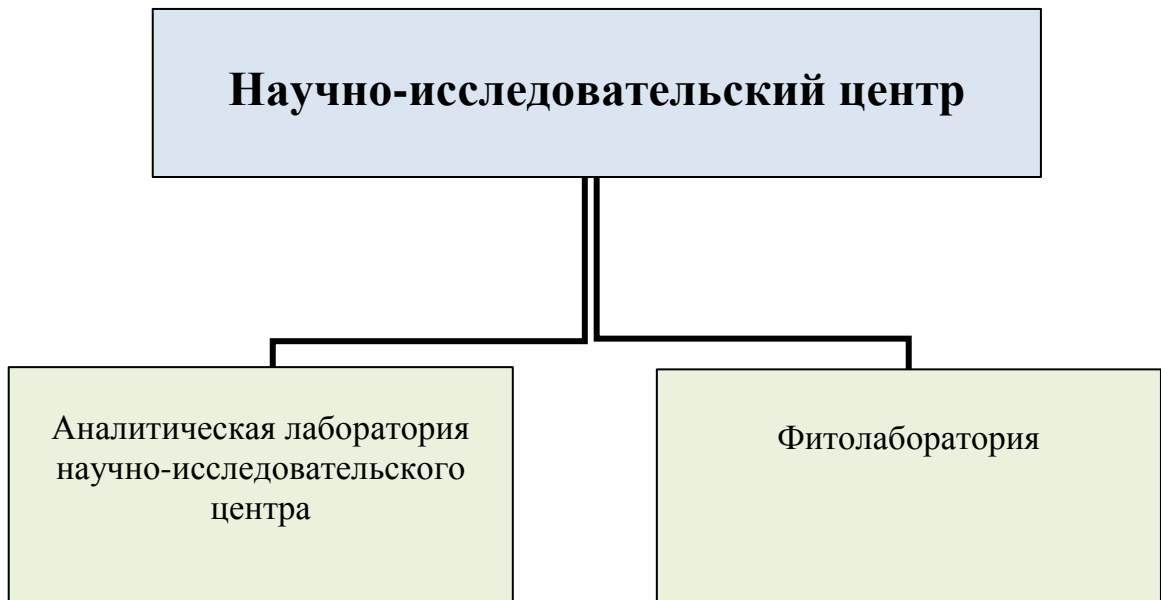 Научно-исследовательский центр
Аналитическая лаборатория
научно-исследовательского
центра
Фитолаборатория